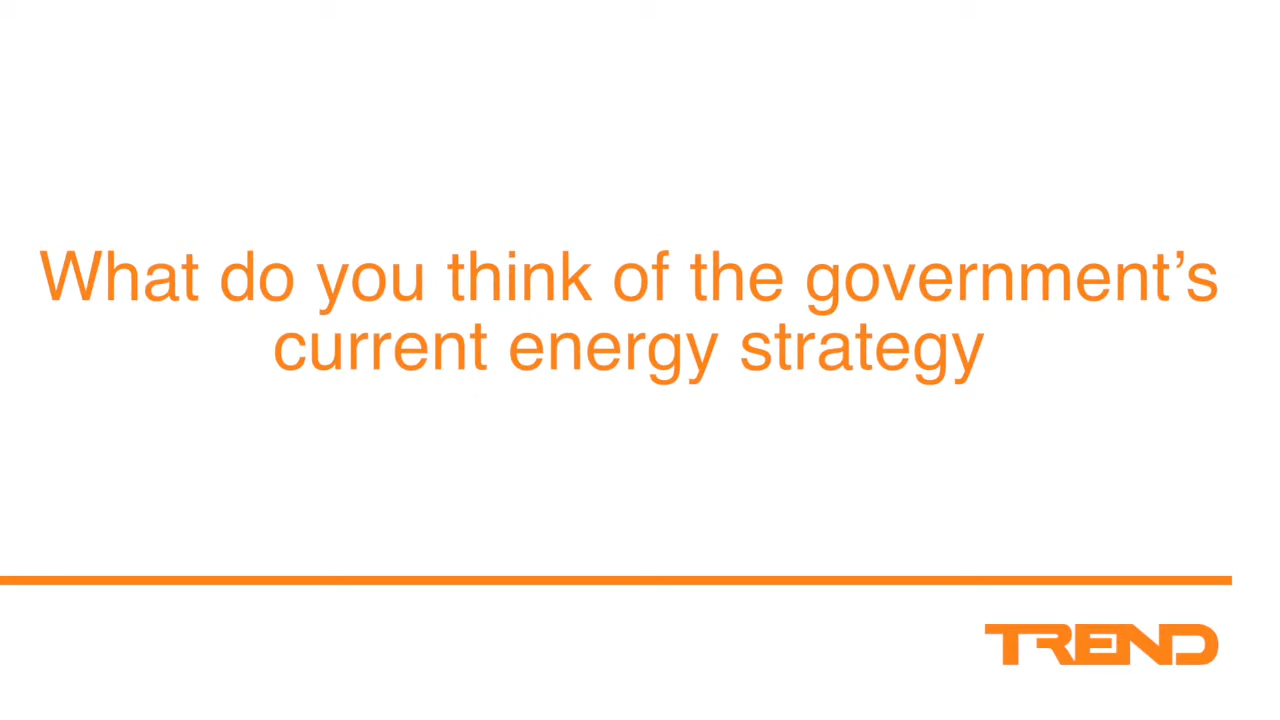 What do you think of the government’s
current energy strategy
TREND